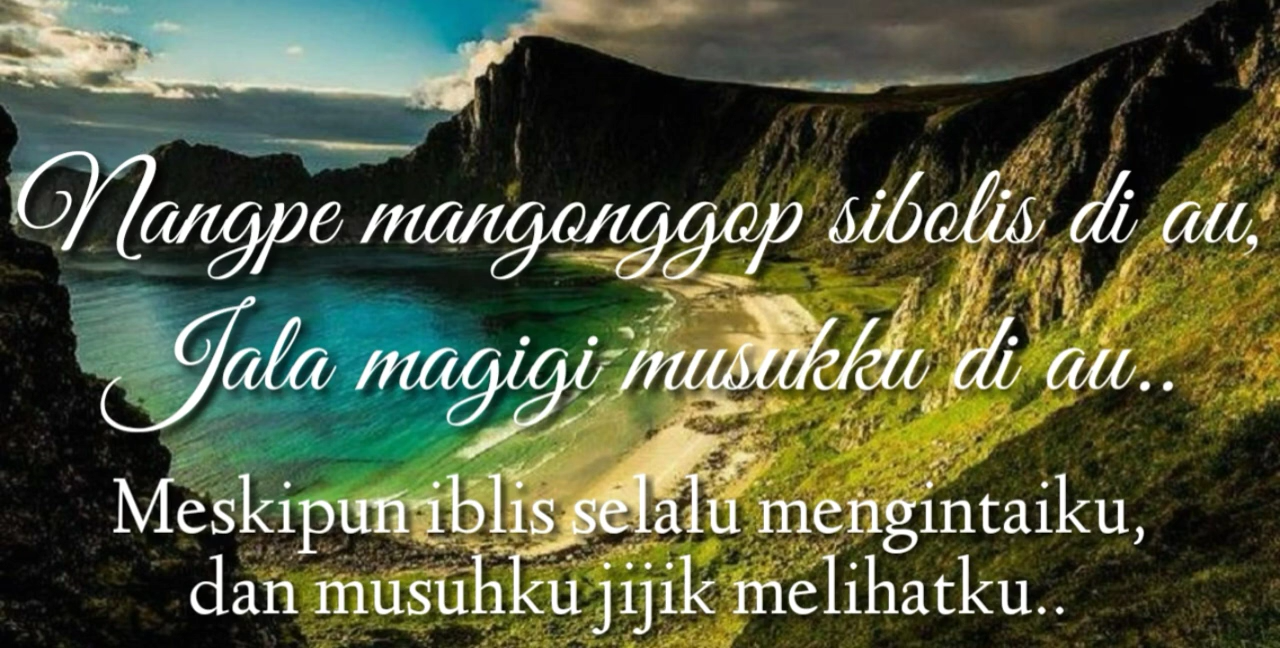 Nangpe mangonggop sibolis di au,
Jala magigi musukku di au..
Meskipun iblis selalu mengintaiku,
dan musuhku jijik melihatku..